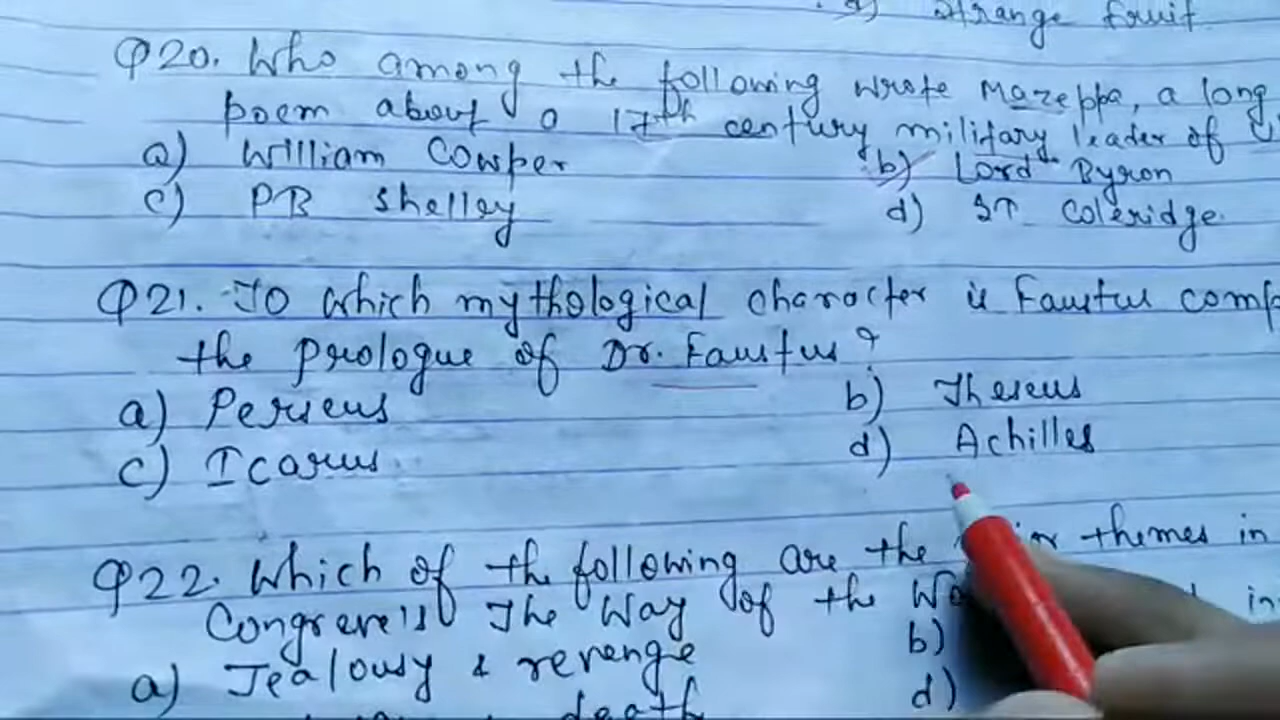 d) Strange fruit
Q20. Who among the following wrote Mazeppa, a long
poem about a 17th century military leader of
a) William Cowper b) Lord Byron
c) PB Shelley d) ST Coleridge.
Q21. To which mythological character is Faustus
the prologue of Dr. Faustus?
a) Perseus b) Theseus
c) Icarus d) Achilles
Q22. Which of the following are the themes in
Congreve's The Way of the
a) Jealousy & revenge b)
death d)